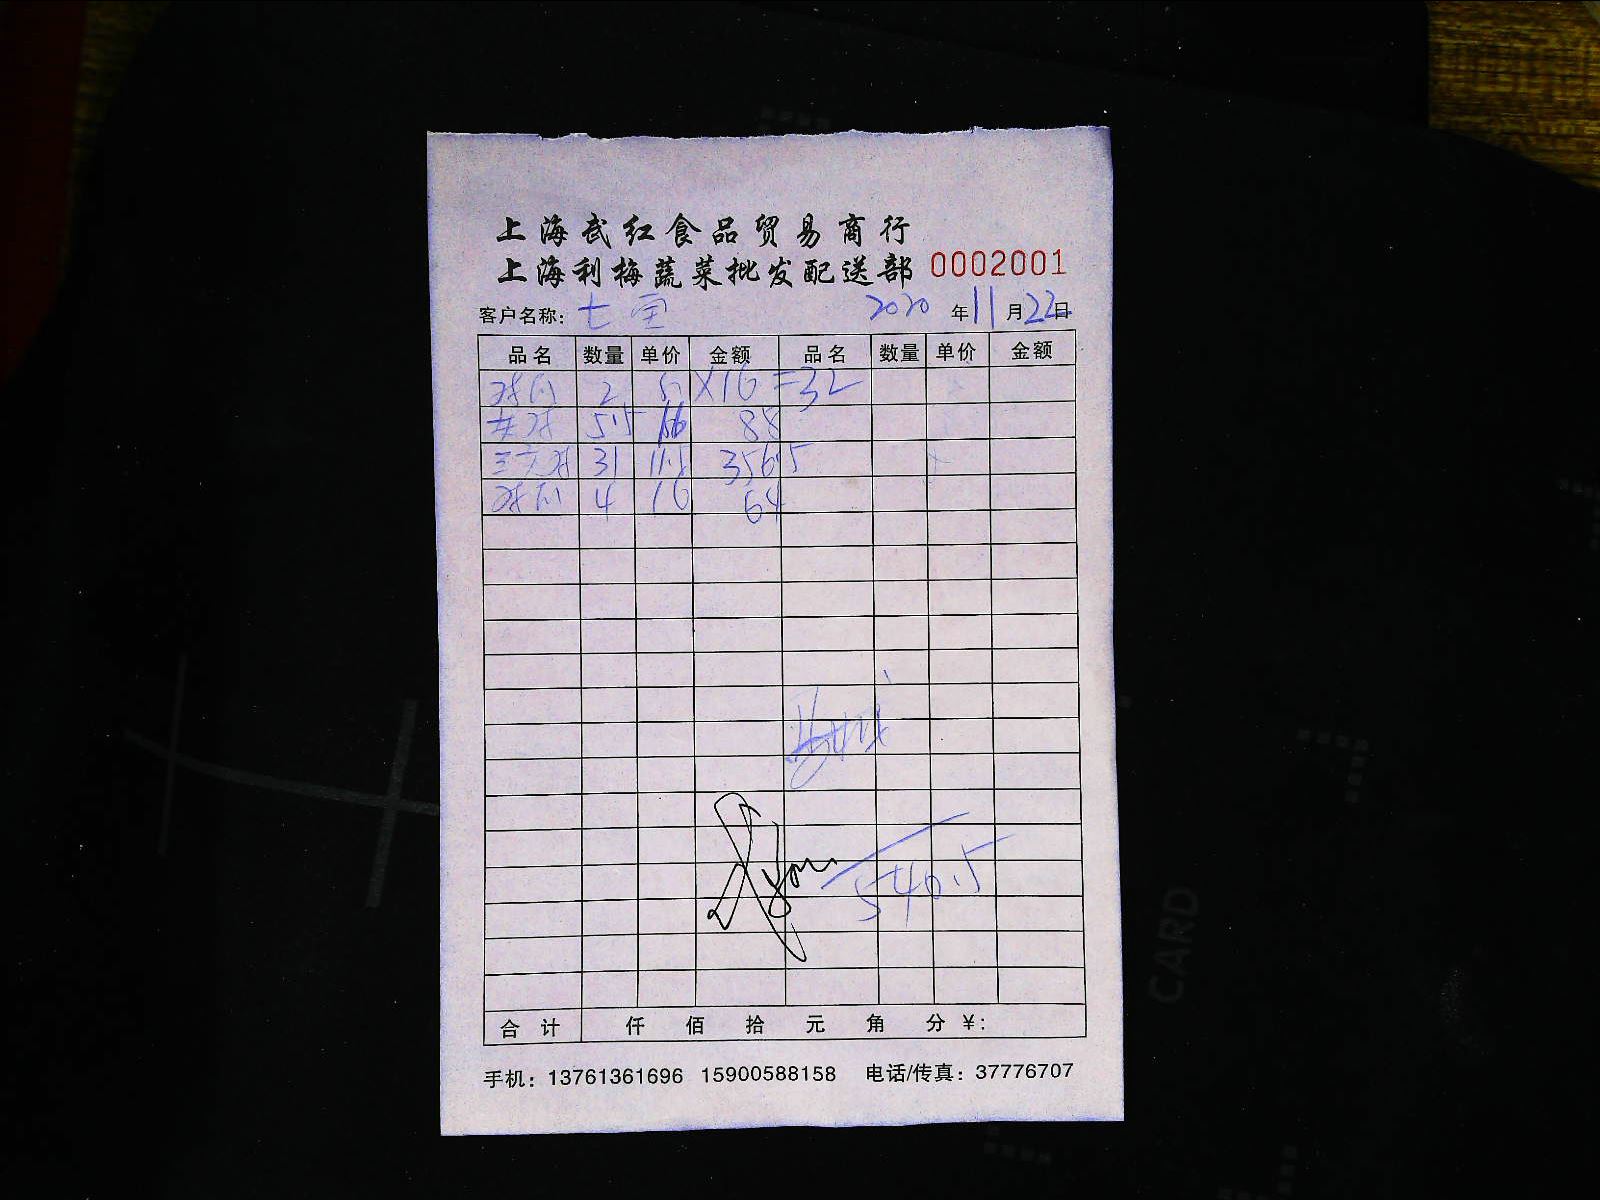 上海武红食品贸易商行
上海利梅蔬菜批发配送部 0002001
客户名称： 七宝 2020 年 11 月 22 日
品名 数量 单价 金额 品名 数量 单价 金额
2 ×16 =32
5.5 16 88
31 11.5 356.5
4 16 64
540.5
合计 仟 佰 拾 元 角 分 ¥：
手机：13761361696 15900588158 电话/传真：37776707
CARD